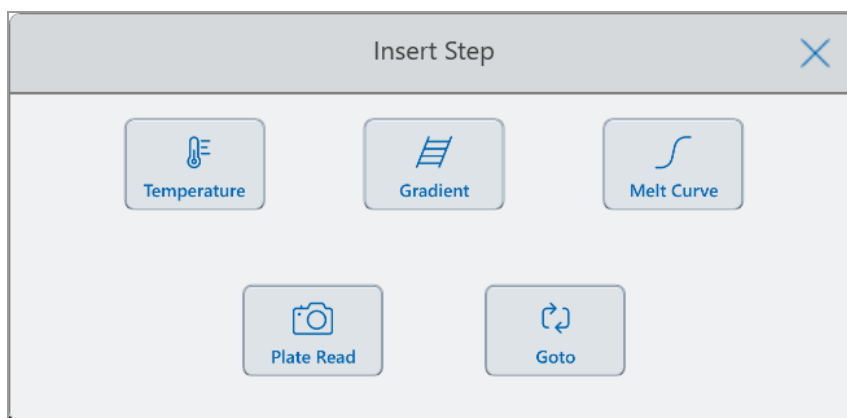 Insert Step
Temperature
Gradient
Melt Curve
Plate Read
Goto